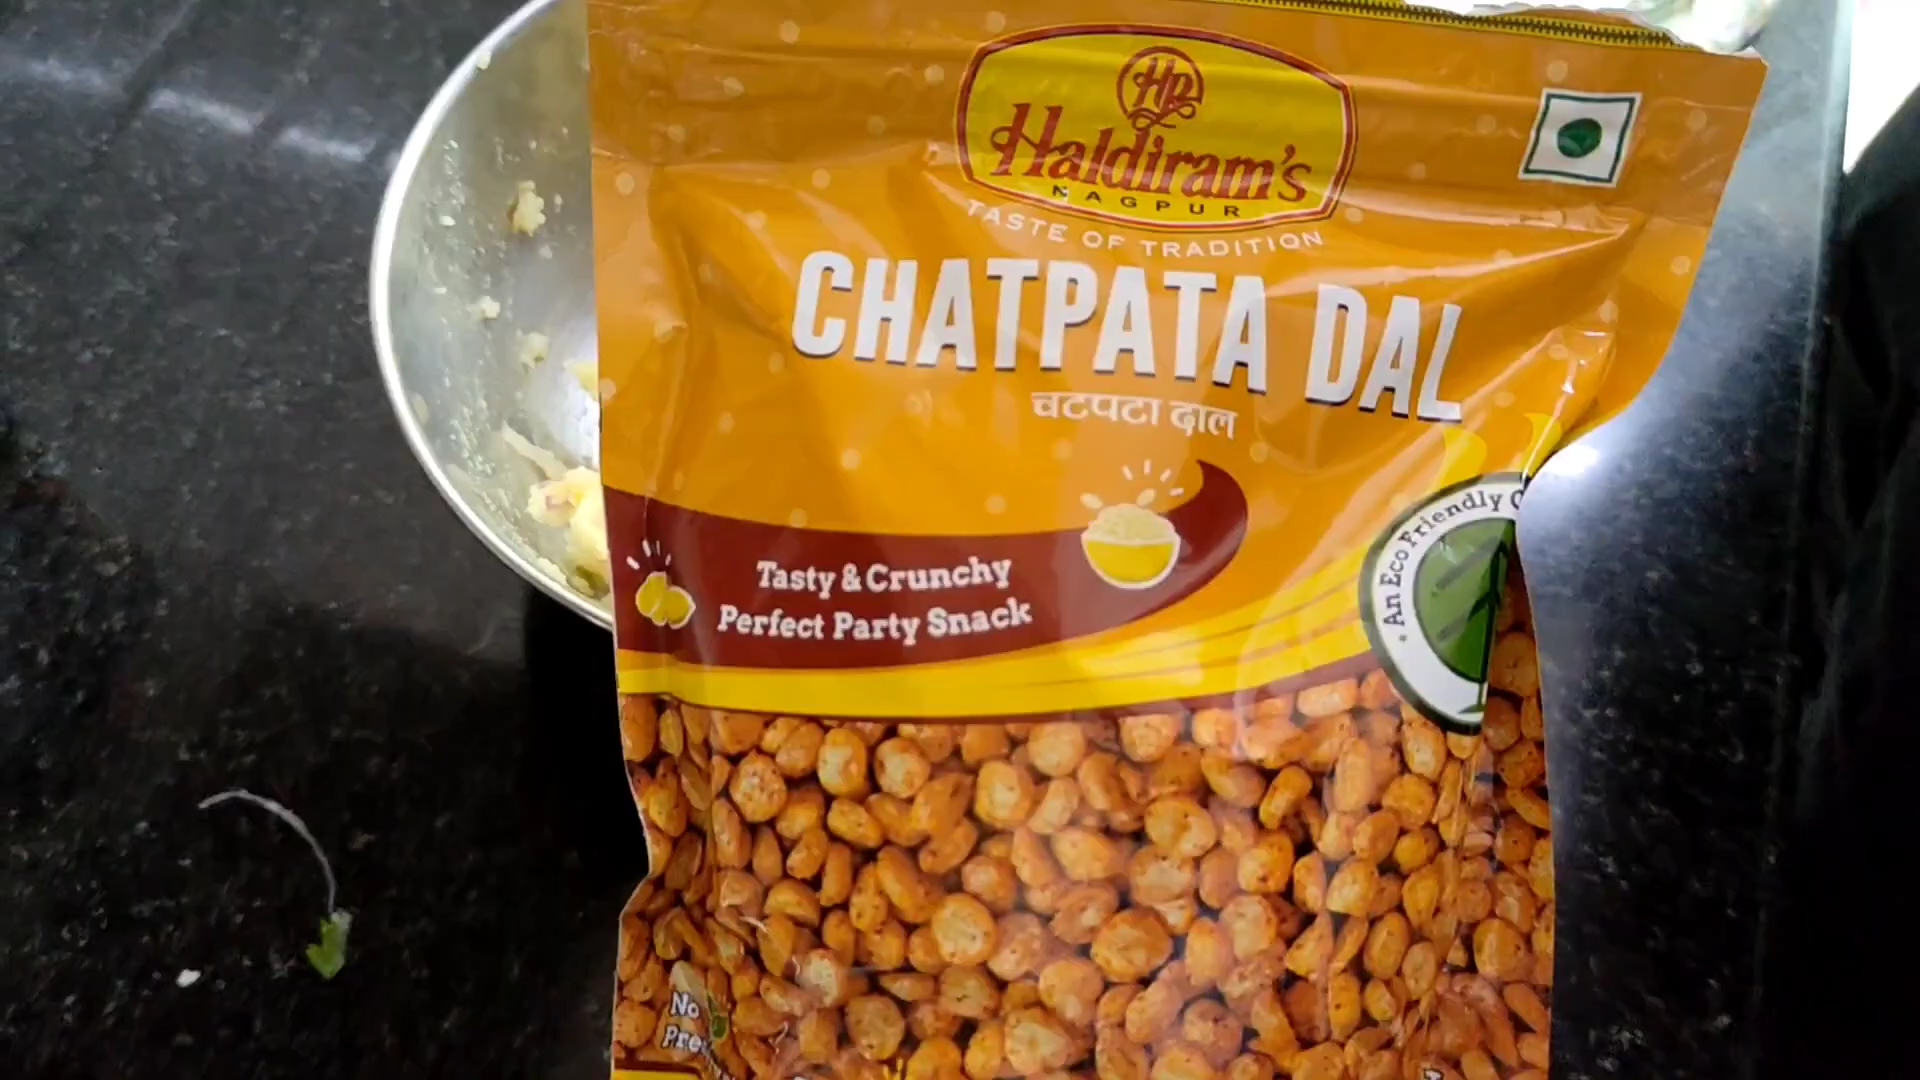 Hp
Haldiram's
NAGPUR
TASTE OF TRADITION
CHATPATA DAL
चटपटा दाल
Tasty & Crunchy
Perfect Party Snack
An Eco Friendly
No